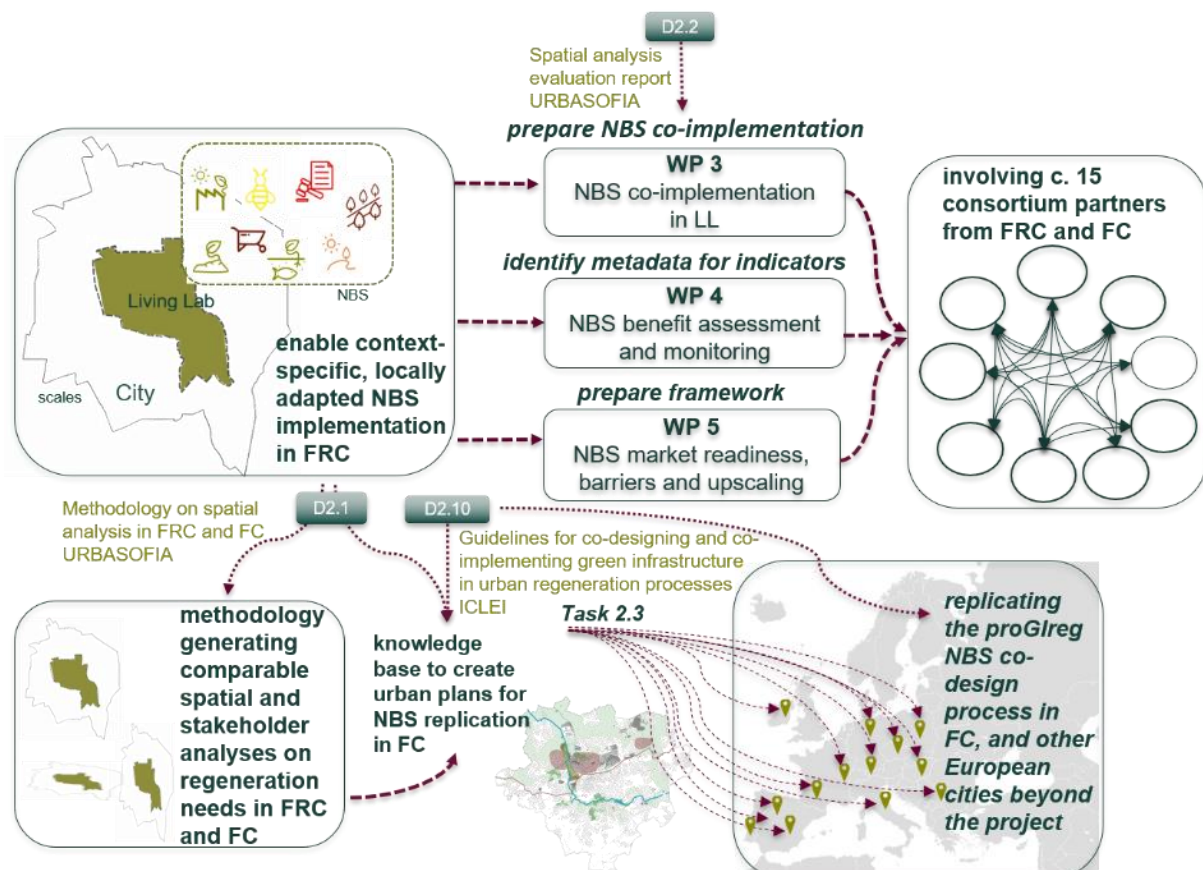 D2.2
Spatial analysis
evaluation report
URBASOFIA
prepare NBS co-implementation
WP 3
NBS co-implementation
in LL
identify metadata for indicators
WP 4
NBS benefit assessment
and monitoring
prepare framework
WP 5
NBS market readiness,
barriers and upscaling
involving c. 15
consortium partners
from FRC and FC
NBS
Living Lab
City
scales
enable context-
specific, locally
adapted NBS
implementation
in FRC
Methodology on spatial
analysis in FRC and FC
URBASOFIA
D2.1
D2.10
Guidelines for co-designing and co-
implementing green infrastructure
in urban regeneration processes
ICLEI
methodology
generating
comparable
spatial and
stakeholder
analyses on
regeneration
needs in FRC
and FC
knowledge
base to create
urban plans for
NBS replication
in FC
Task 2.3
replicating
the proGIreg
NBS co-
design
process in
FC, and other
European
cities beyond
the project